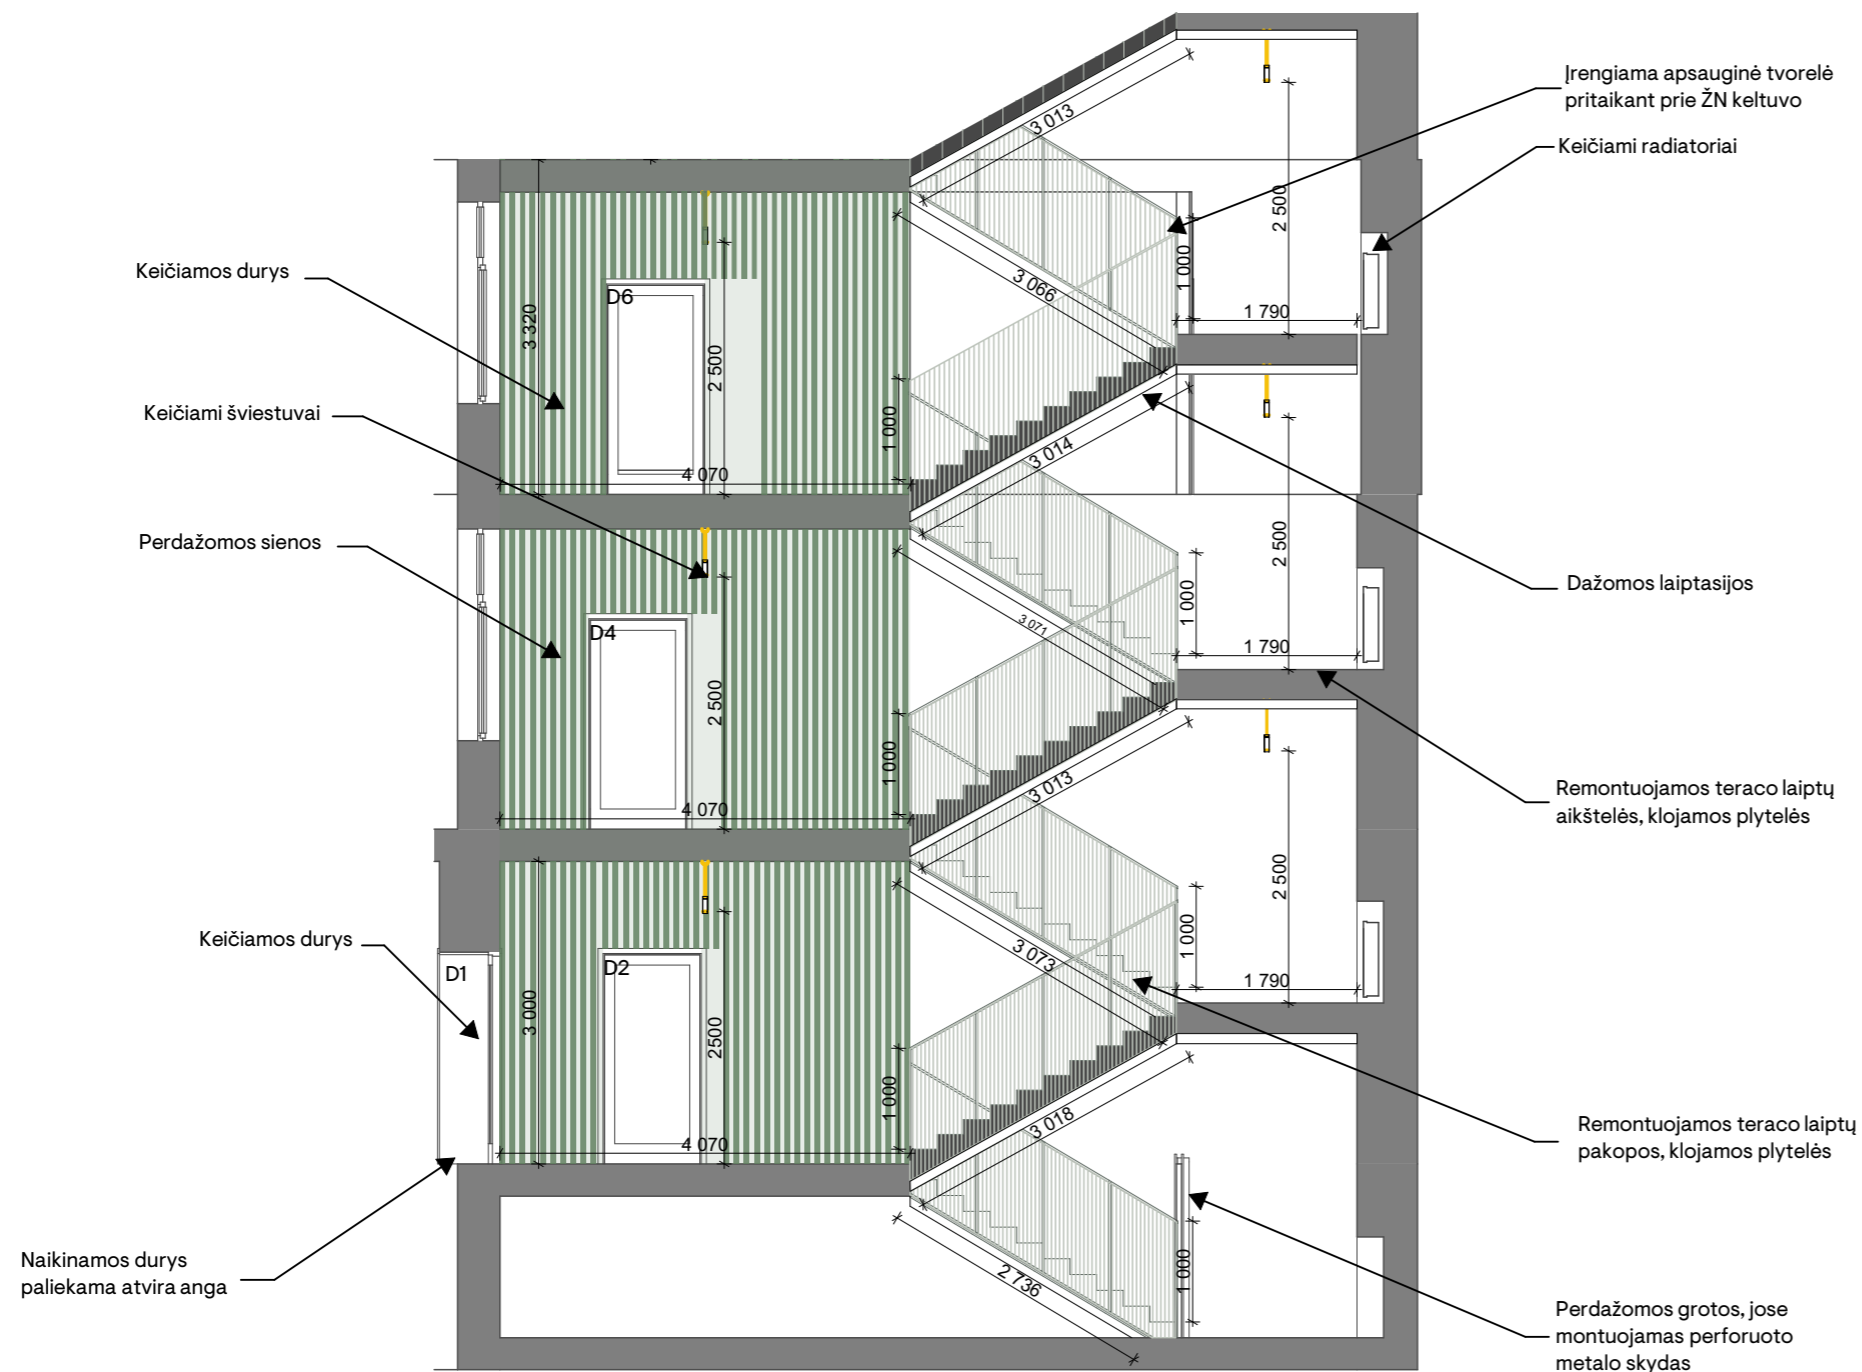 Įrengiama apsauginė tvorelė
pritaikant prie ŽN keltuvo
Keičiami radiatoriai
3 013
2 500
Keičiamos durys
D6
3 320
3 066
1 000
1 790
2 500
Keičiami šviestuvai
1 000
4 070
3 014
Perdažomos sienos
2 500
Dažomos laiptasijos
D4
3 071
1 000
1 790
2 500
1 000
4 070
3 013
Remontuojamos teraco laiptų
aikštelės, klojamos plytelės
2 500
Keičiamos durys
D1
D2
3 000
3 073
1 000
1 790
2500
1 000
4 070
3 018
Remontuojamos teraco laiptų
pakopos, klojamos plytelės
Naikinamos durys
paliekama atvira anga
2 736
1 000
Perdažomos grotos, jose
montuojamas perforuoto
metalo skydas